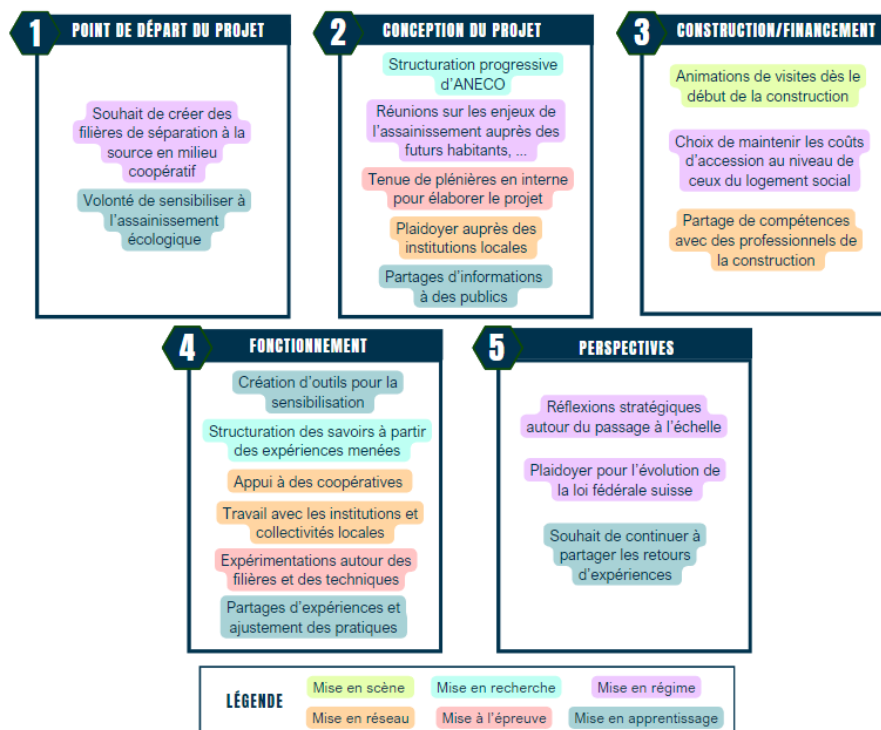 1 POINT DE DÉPART DU PROJET
Souhait de créer des
filières de séparation à la
source en milieu
coopératif
Volonté de sensibiliser à
l'assainissement
écologique
2 CONCEPTION DU PROJET
Structuration progressive
d'ANECO
Réunions sur les enjeux de
l'assainissement auprès des
futurs habitants, ...
Tenue de plénières en interne
pour élaborer le projet
Plaidoyer auprès des
institutions locales
Partages d'informations
à des publics
3 CONSTRUCTION/FINANCEMENT
Animations de visites dès le
début de la construction
Choix de maintenir les coûts
d'accession au niveau de
ceux du logement social
Partage de compétences
avec des professionnels de
la construction
4 FONCTIONNEMENT
Création d'outils pour la
sensibilisation
Structuration des savoirs à partir
des expériences menées
Appui à des coopératives
Travail avec les institutions et
collectivités locales
Expérimentations autour des
filières et des techniques
Partages d'expériences et
ajustement des pratiques
5 PERSPECTIVES
Réflexions stratégiques
autour du passage à l'échelle
Plaidoyer pour l'évolution de
la loi fédérale suisse
Souhait de continuer à
partager les retours
d'expériences
LÉGENDE
Mise en scène Mise en recherche Mise en régime
Mise en réseau Mise à l'épreuve Mise en apprentissage